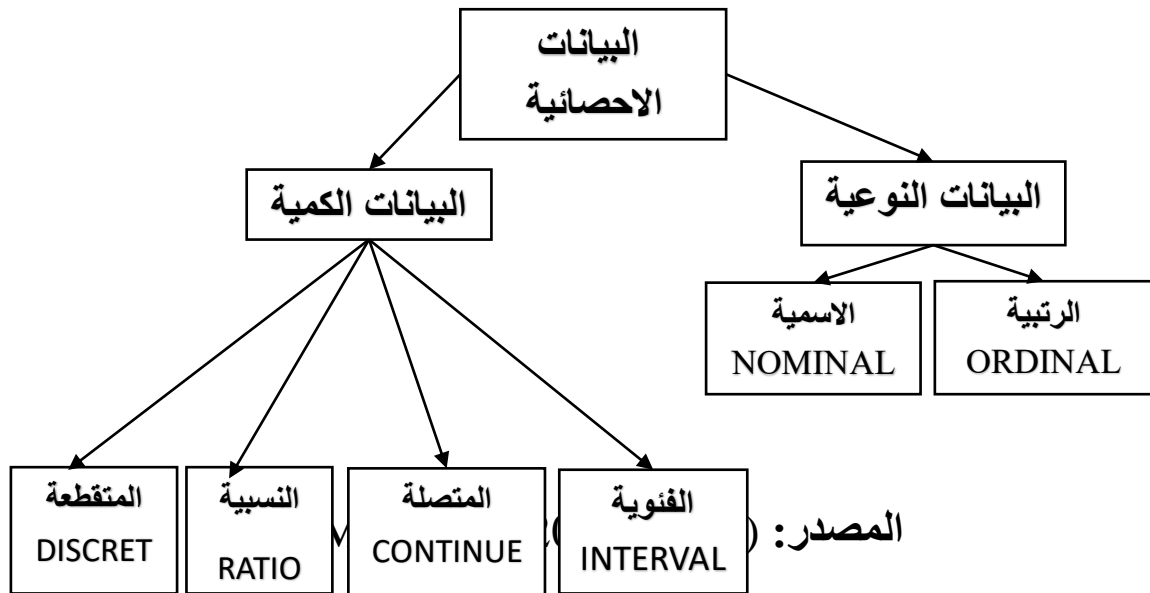 البيانات
الاحصائية
البيانات النوعية
البيانات الكمية
الرتبية
ORDINAL
الاسمية
NOMINAL
الفئوية
INTERVAL
المتصلة
CONTINUE
النسبية
RATIO
المتقطعة
DISCRET
المصدر: